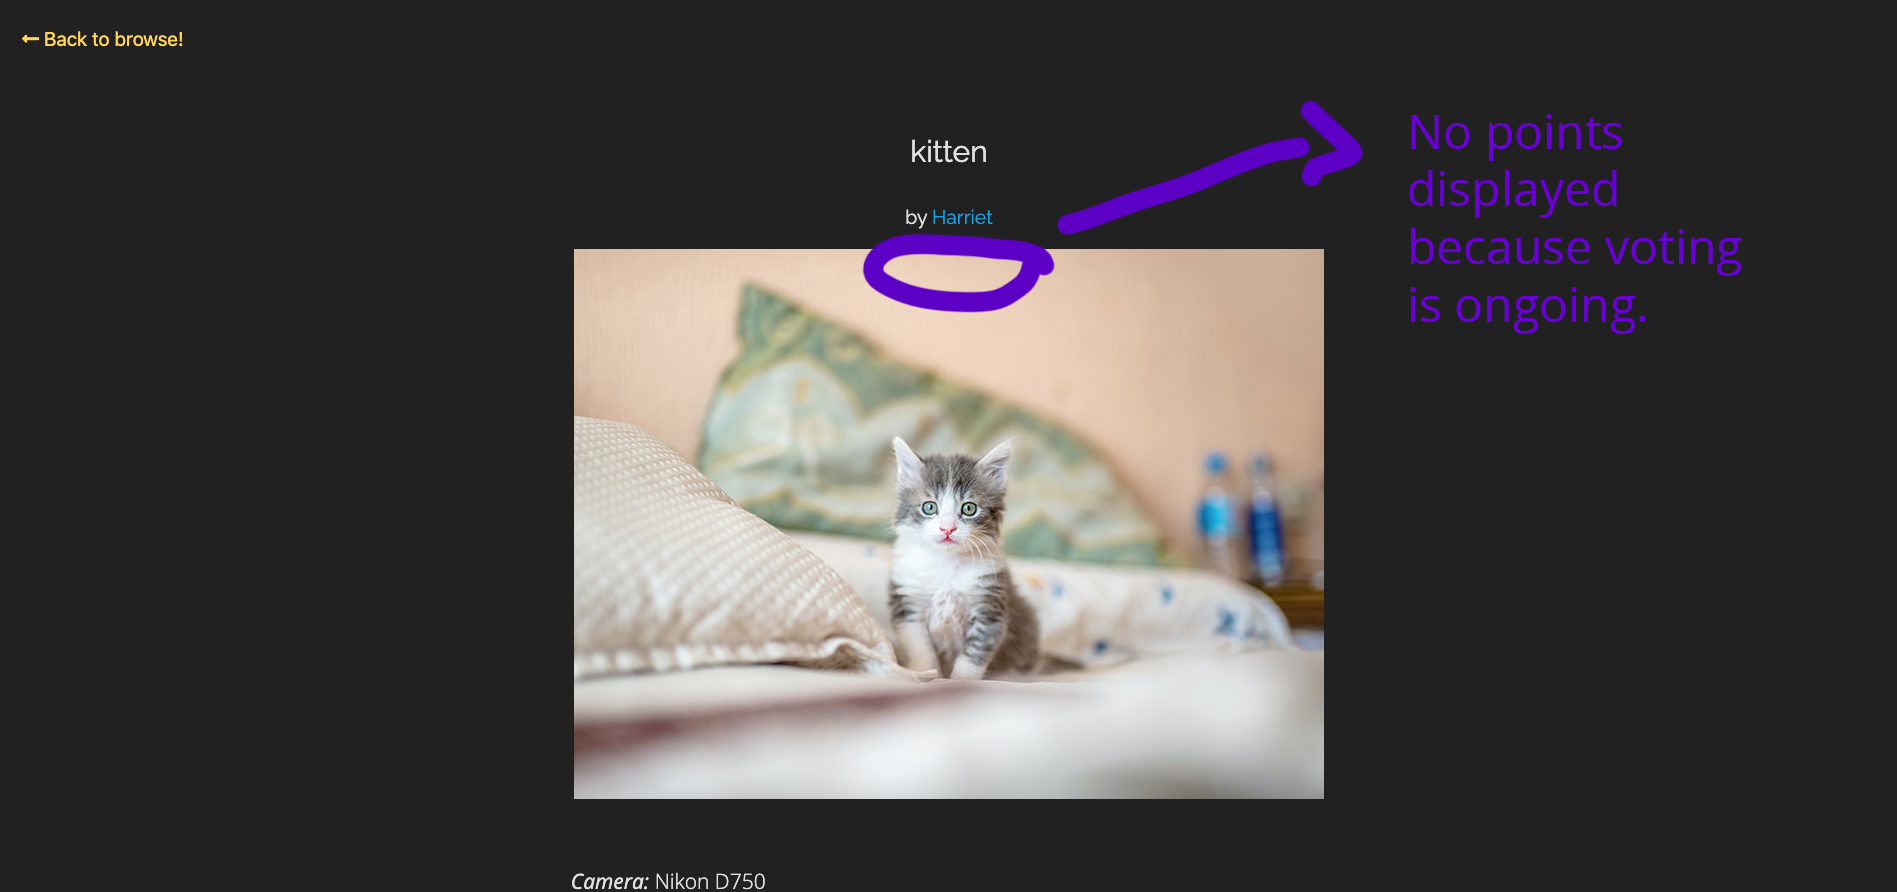 Back to browse!
kitten
by Harriet
No points
displayed
because voting
is ongoing.
Camera: Nikon D750